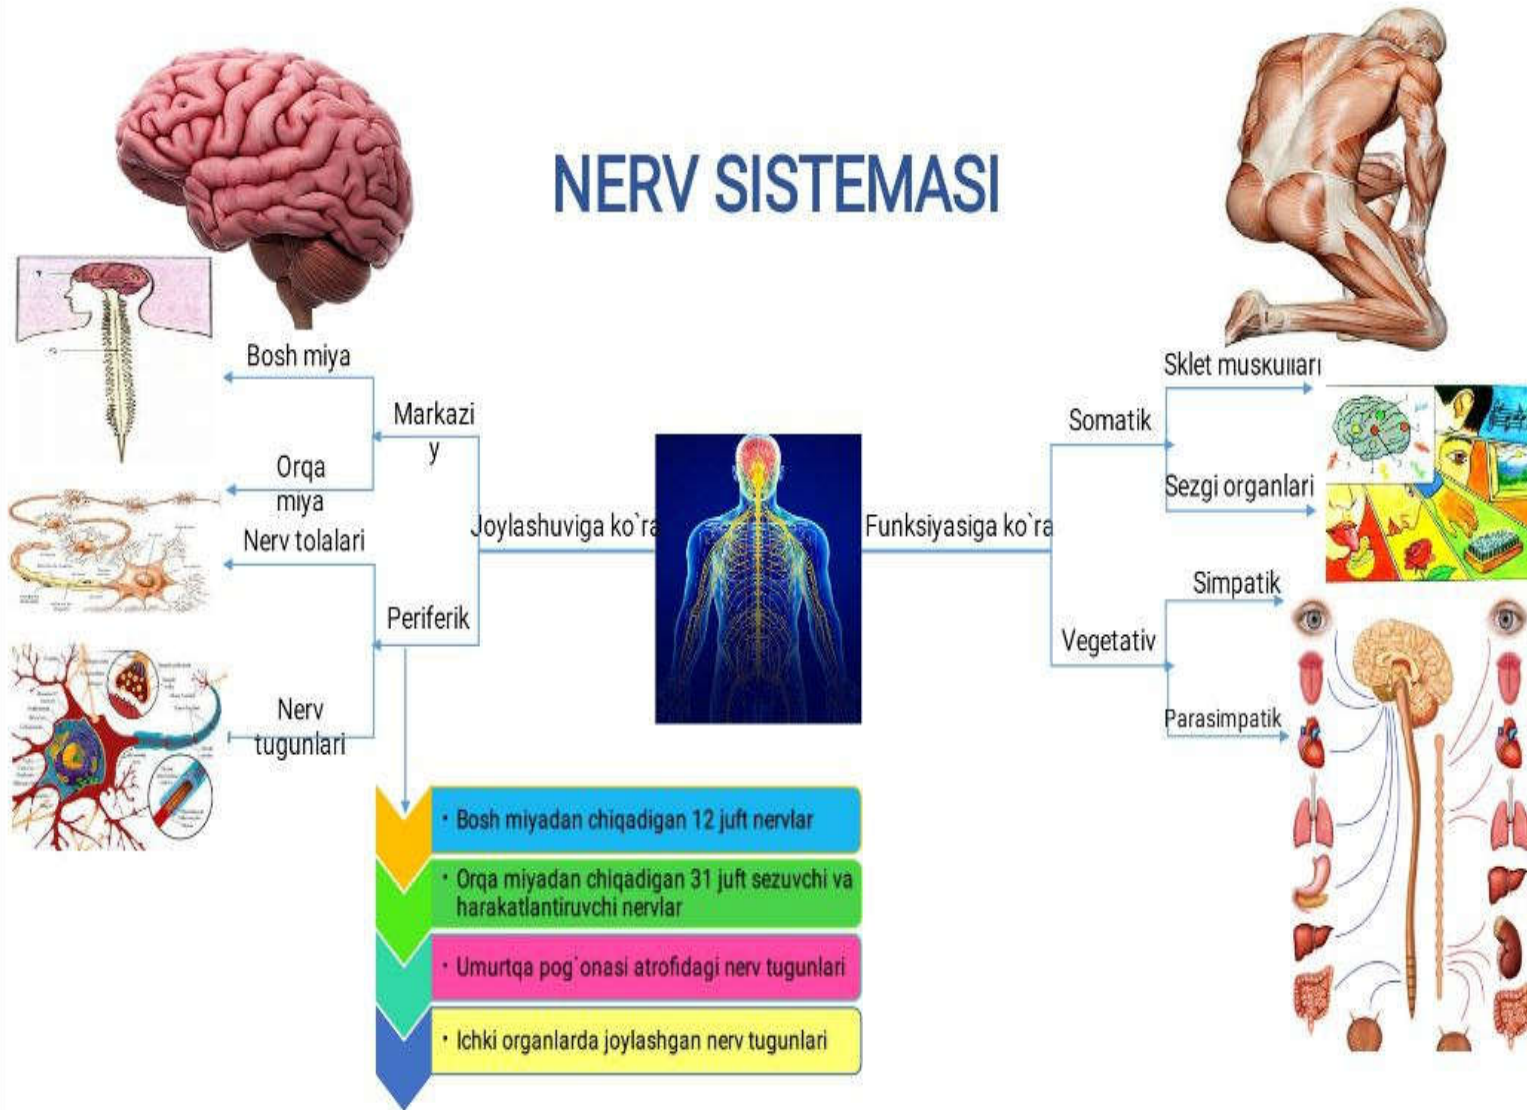 NERV SISTEMASI
Bosh miya
Markazi
y
Orqa
miya
Nerv tolalari
Joylashuviga ko`ra
Periferik
Nerv
tugunlari
Funksiyasiga ko`ra
Somatik
Sklet muskullari
Sezgi organlari
Simpatik
Vegetativ
Parasimpatik
• Bosh miyadan chiqadigan 12 juft nervlar
• Orqa miyadan chiqadigan 31 juft sezuvchi va
harakatlantiruvchi nervlar
• Umurtqa pog`onasi atrofidagi nerv tugunlari
• Ichki organlarda joylashgan nerv tugunlari